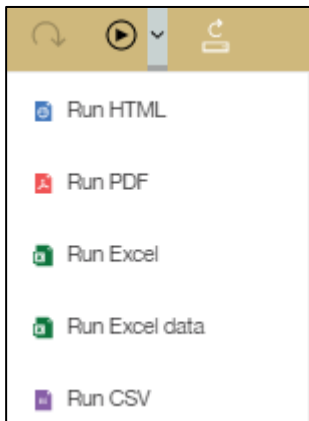 Run HTML
Run PDF
Run Excel
Run Excel data
Run CSV